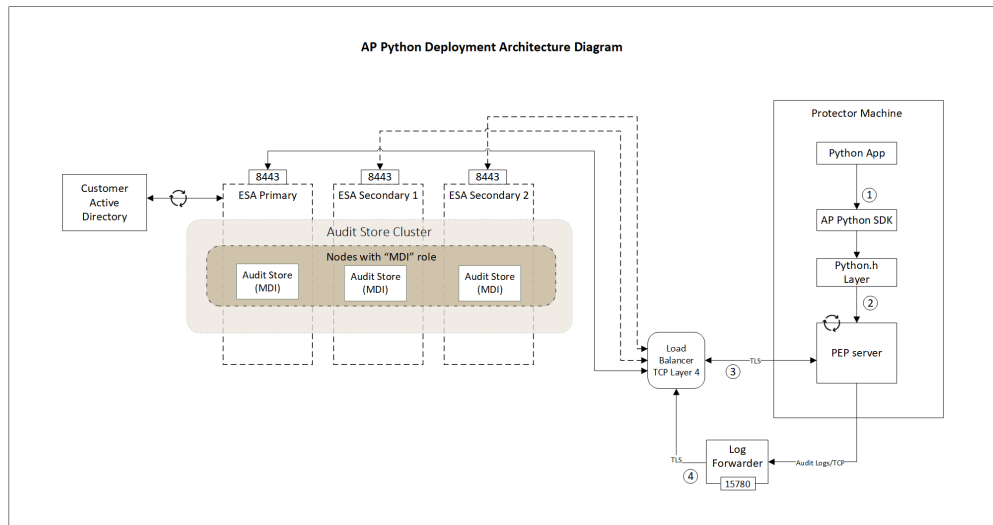 AP Python Deployment Architecture Diagram
Protector Machine
Python App
1
AP Python SDK
Python.h
Layer
2
PEP server
8443
8443
8443
Customer
Active
Directory
ESA Primary
ESA Secondary 1
ESA Secondary 2
Audit Store Cluster
Nodes with “MDI” role
Audit Store
(MDI)
Audit Store
(MDI)
Audit Store
(MDI)
Load
Balancer
TCP Layer 4
TLS
3
Log
Forwarder
15780
TLS
4
Audit Logs/TCP